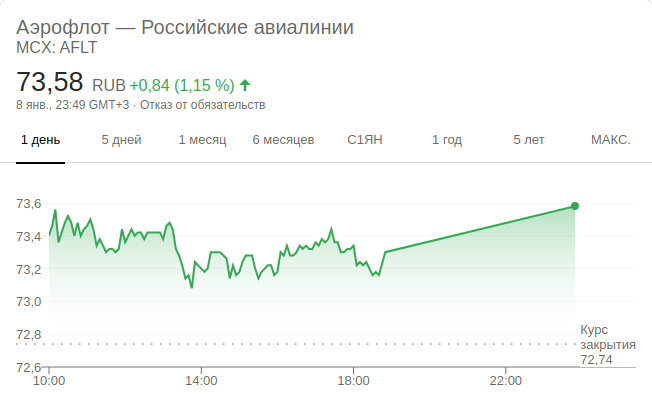 Аэрофлот — Российские авиалинии
MCX: AFLT
73,58 RUB +0,84 (1,15 %)
8 янв., 23:49 GMT+3 · Отказ от обязательств
1 день 5 дней 1 месяц 6 месяцев С1ЯН 1 год 5 лет МАКС.
73,6
73,4
73,2
73,0
72,8
Курс
закрытия
72,74
72,6
10:00 14:00 18:00 22:00